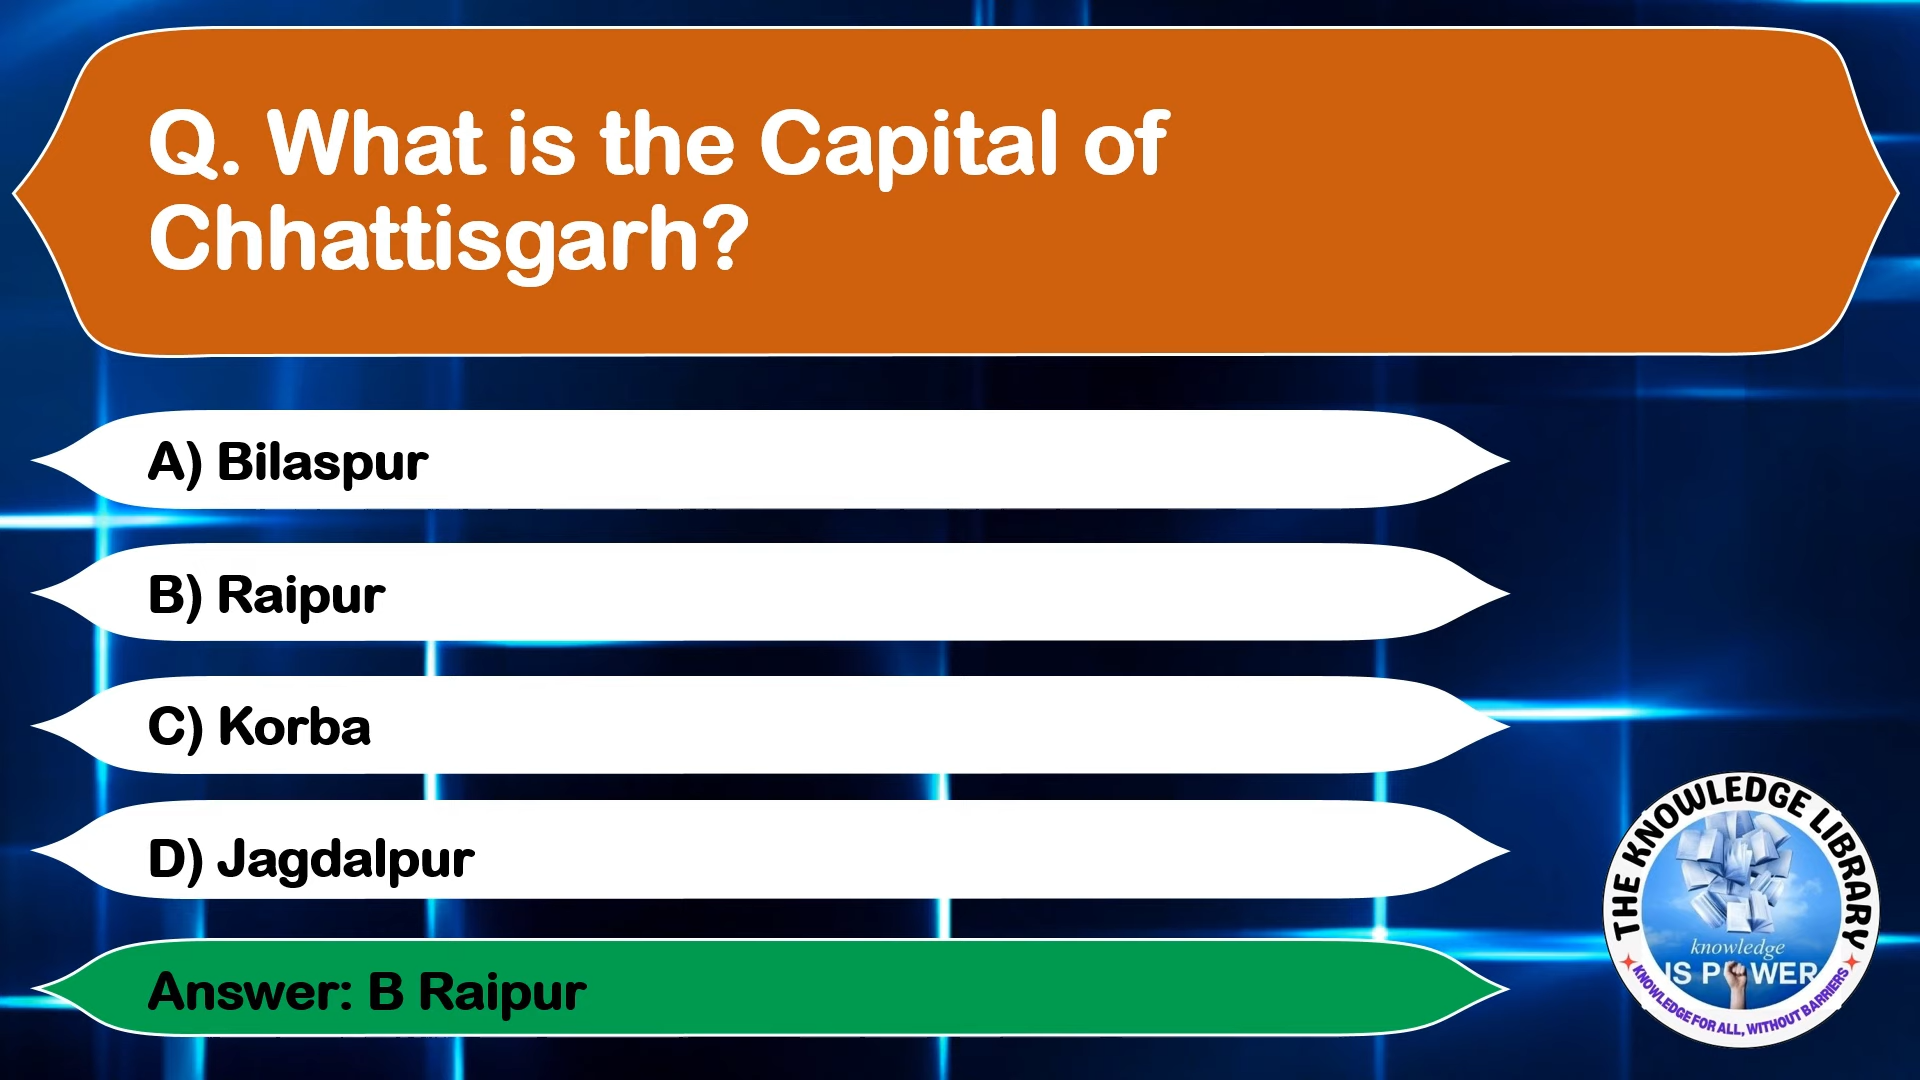 Q. What is the Capital of
Chhattisgarh?
A) Bilaspur
B) Raipur
C) Korba
D) Jagdalpur
Answer: B Raipur
THE KNOWLEDGE LIBRARY
knowledge
IS POWER
KNOWLEDGE FOR ALL, WITHOUT BARRIERS